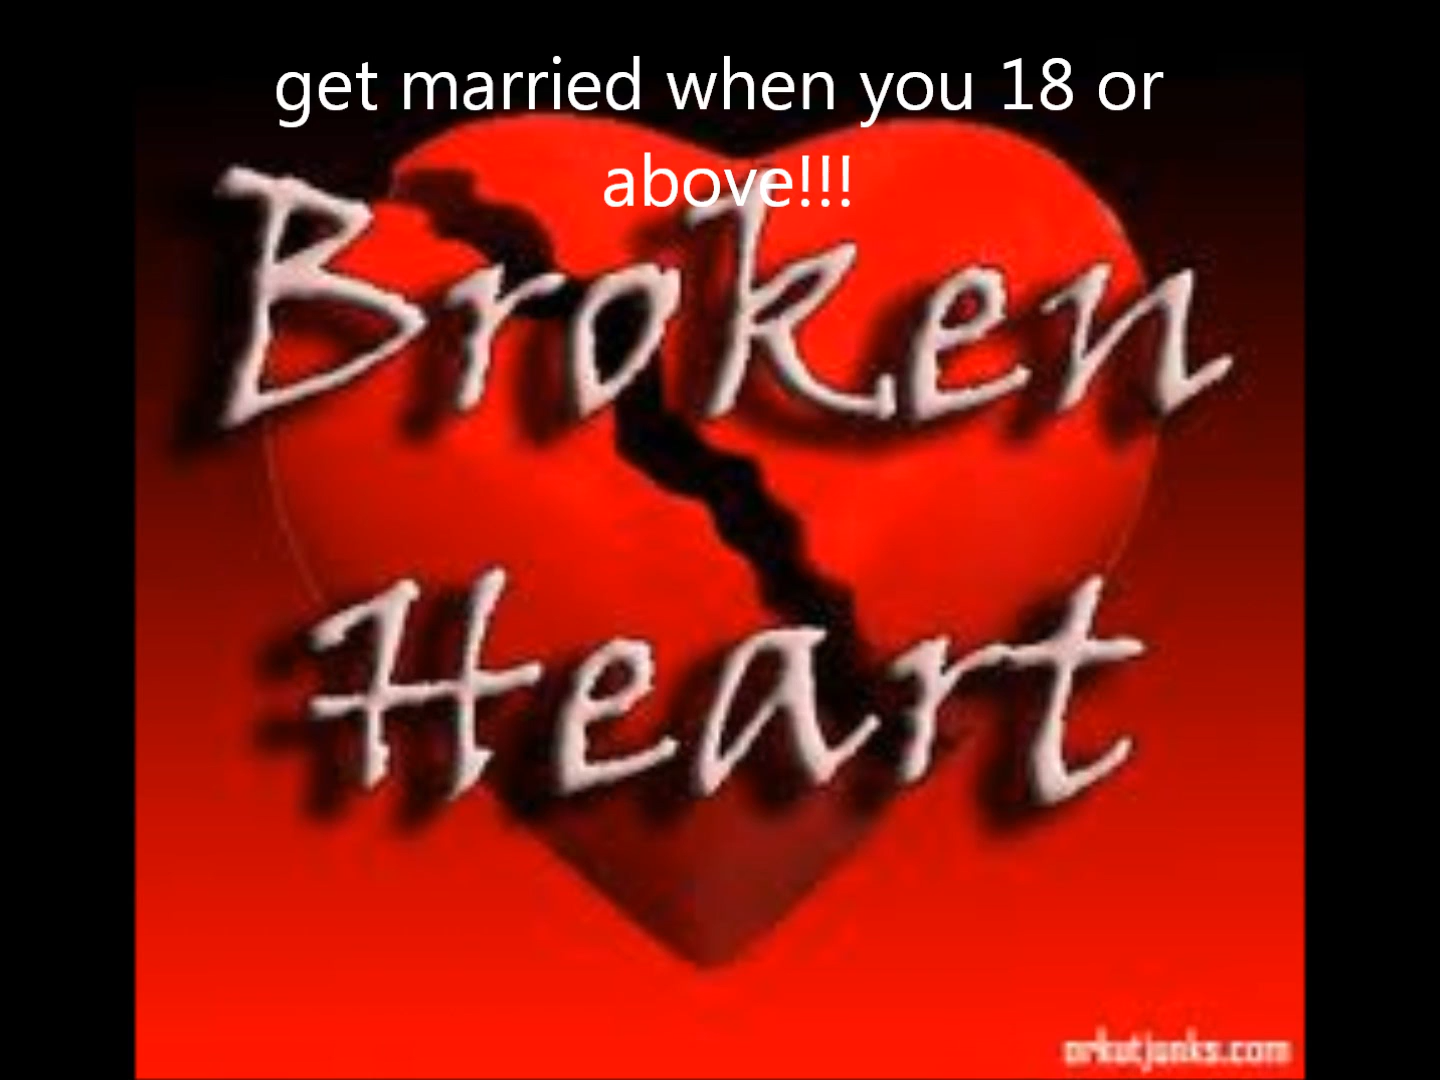 get married when you 18 or
above!!!
Broken
Heart
orkutjunks.com